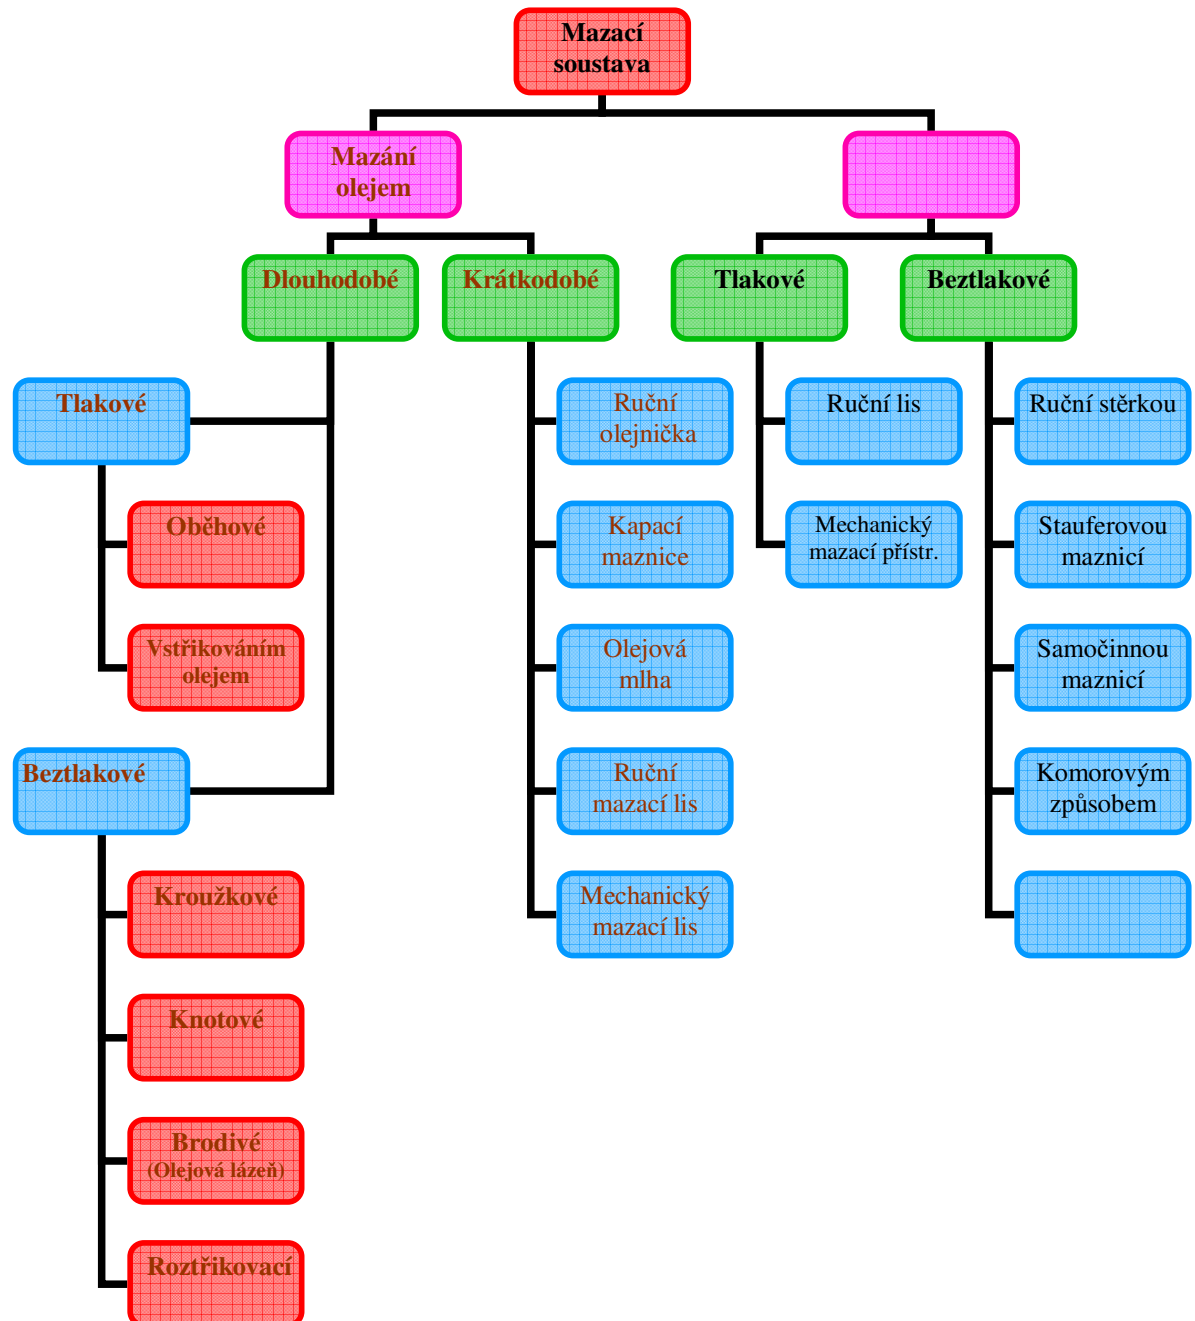 Mazací
soustava
Mazání
olejem
Dlouhodobé
Krátkodobé
Tlakové
Beztlakové
Tlakové
Oběhové
Vstřikováním
olejem
Beztlakové
Kroužkové
Knotové
Brodivé
(Olejová lázeň)
Roztřikovací
Ruční
olejnička
Kapací
maznice
Olejová
mlha
Ruční
mazací lis
Mechanický
mazací lis
Ruční lis
Mechanický
mazací přístr.
Ruční stěrkou
Stauferovou
maznicí
Samočinnou
maznicí
Komorovým
způsobem